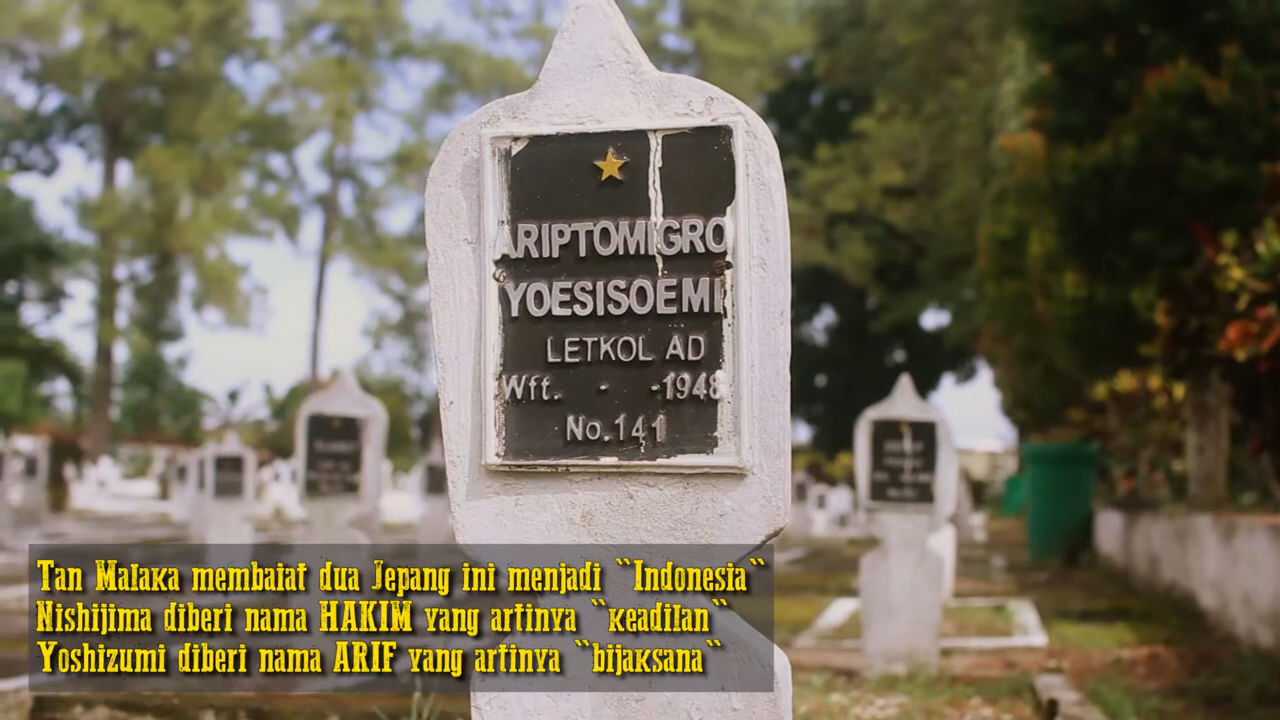 ARIPTOMIGRO
YOESISOEMI
LETKOL AD
Wft. - -1948
No.141
Tan Malaka membaiat dua Jepang ini menjadi "Indonesia"
Nishijima diberi nama HAKIM yang artinya "keadilan"
Yoshizumi diberi nama ARIF yang artinya "bijaksana"